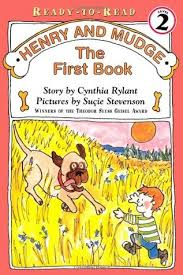 READY-TO-READ
LEVEL
2
HENRY AND MUDGE
The
First Book
Story by Cynthia Rylant
Pictures by Suçie Stevenson
WINNERS OF THE THEODOR SEUSS GEISEL AWARD